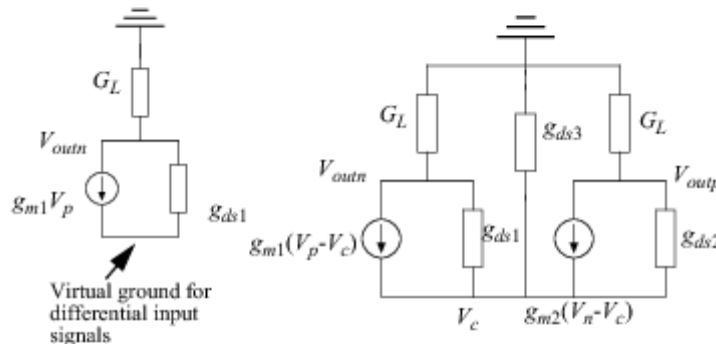 G_L
V_outn
g_m1V_p
g_ds1
Virtual ground for
differential input
signals
G_L
g_ds3
G_L
V_outn
V_outp
g_m1(V_p-V_c)
g_ds1
g_ds2
V_c
g_m2(V_n-V_c)